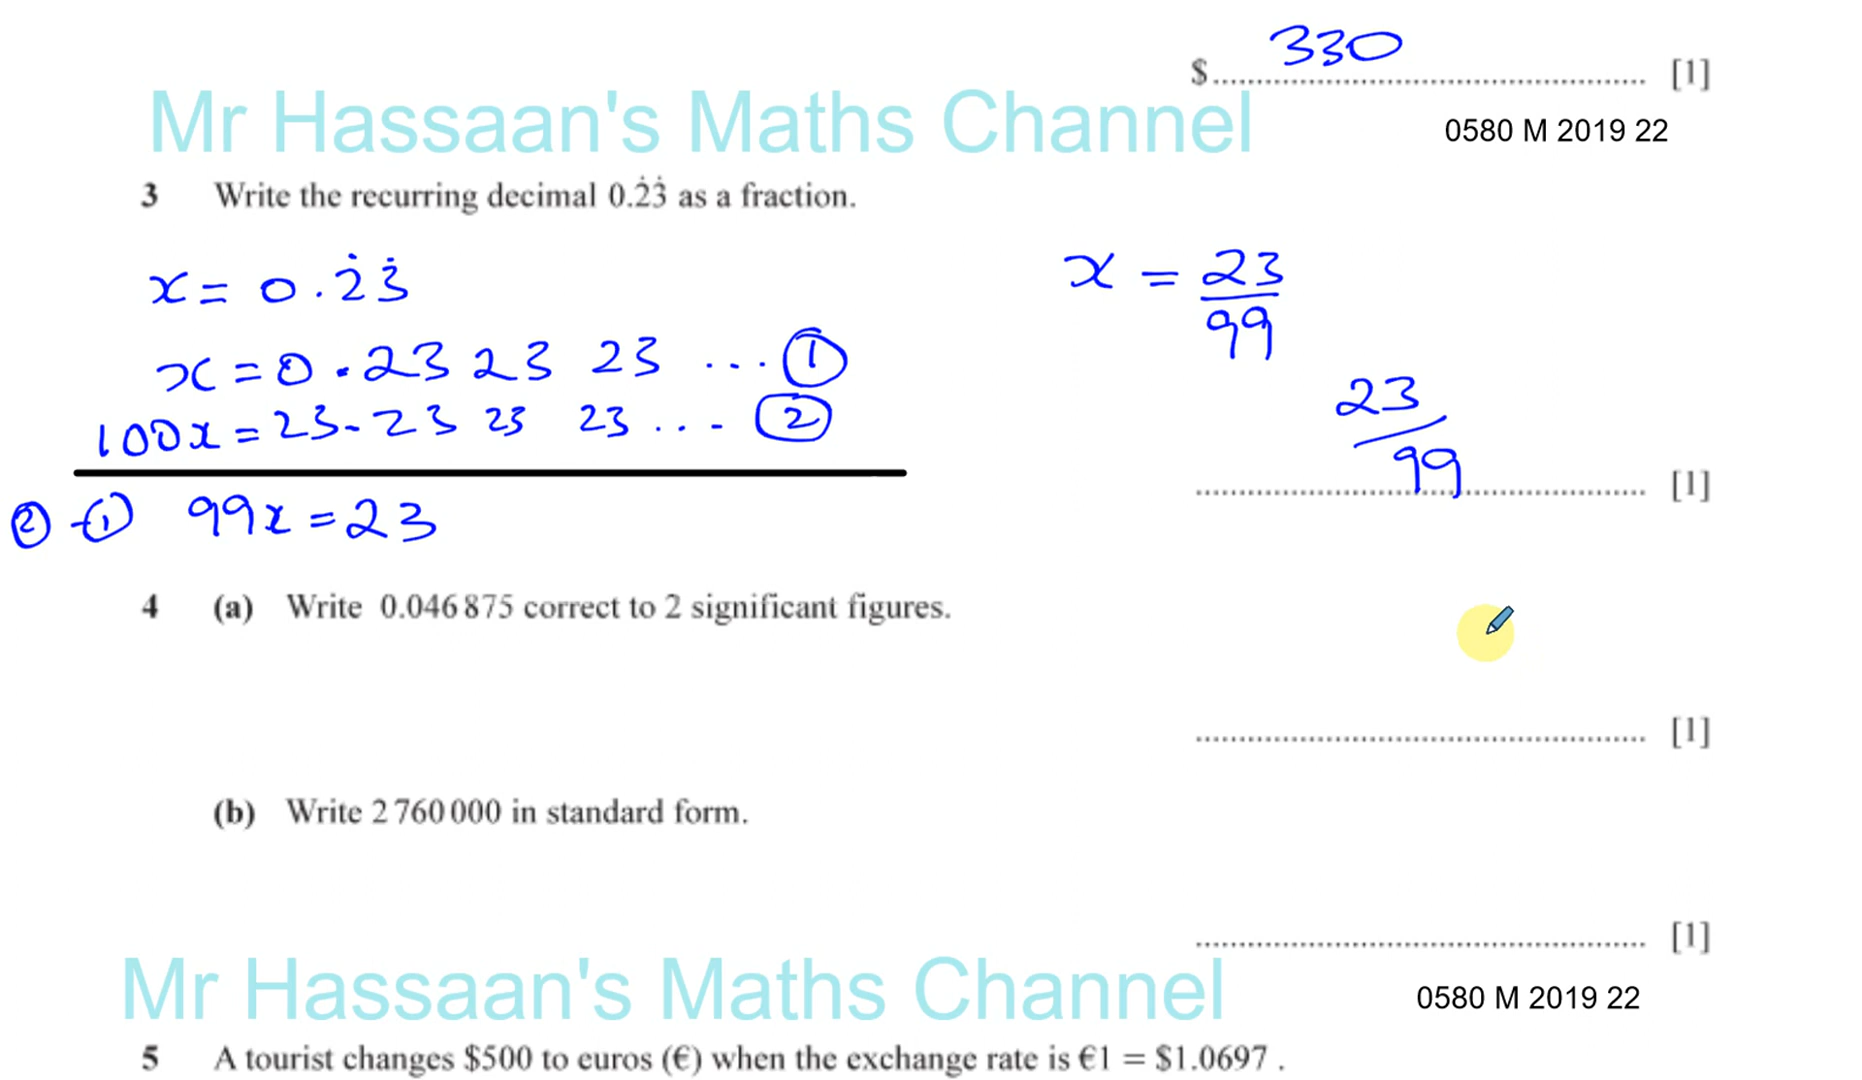 $ 330 [1]
Mr Hassaan's Maths Channel
0580 M 2019 22
3 Write the recurring decimal 0.2̇3̇ as a fraction.
x = 0.2̇3̇
x = 0.23 23 23 ... ①
100x = 23.23 23 23 ... ②
② - ① 99x = 23
x = 23/99
23/99 [1]
4 (a) Write 0.046 875 correct to 2 significant figures.
[1]
(b) Write 2 760 000 in standard form.
[1]
Mr Hassaan's Maths Channel
0580 M 2019 22
5 A tourist changes $500 to euros (€) when the exchange rate is €1 = $1.0697 .